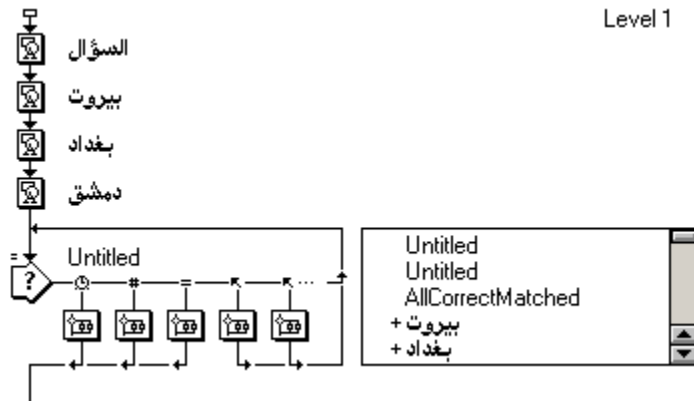 Level 1
السؤال
بيروت
بغداد
دمشق
Untitled
Untitled
Untitled
AllCorrectMatched
+ بيروت
+ بغداد